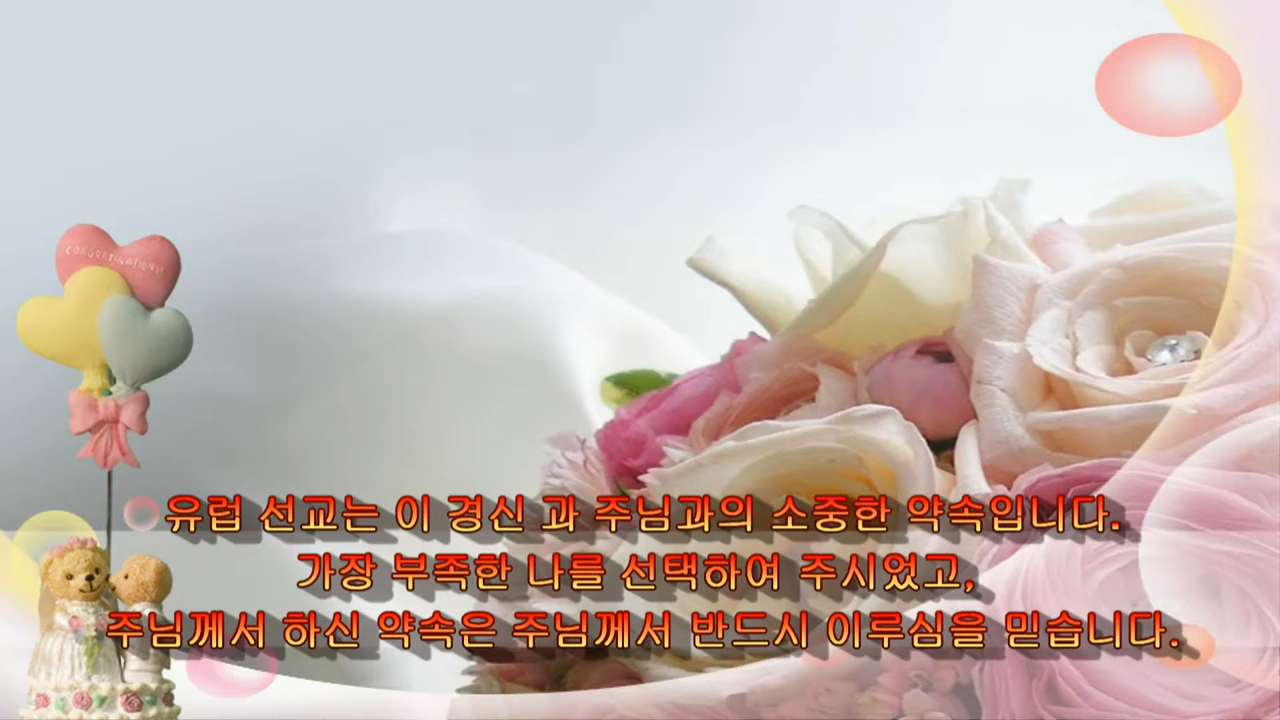 CONGRATULATIONS
유럽 선교는 이 경신 과 주님과의 소중한 약속입니다.
가장 부족한 나를 선택하여 주시었고,
주님께서 하신 약속은 주님께서 반드시 이루심을 믿습니다.